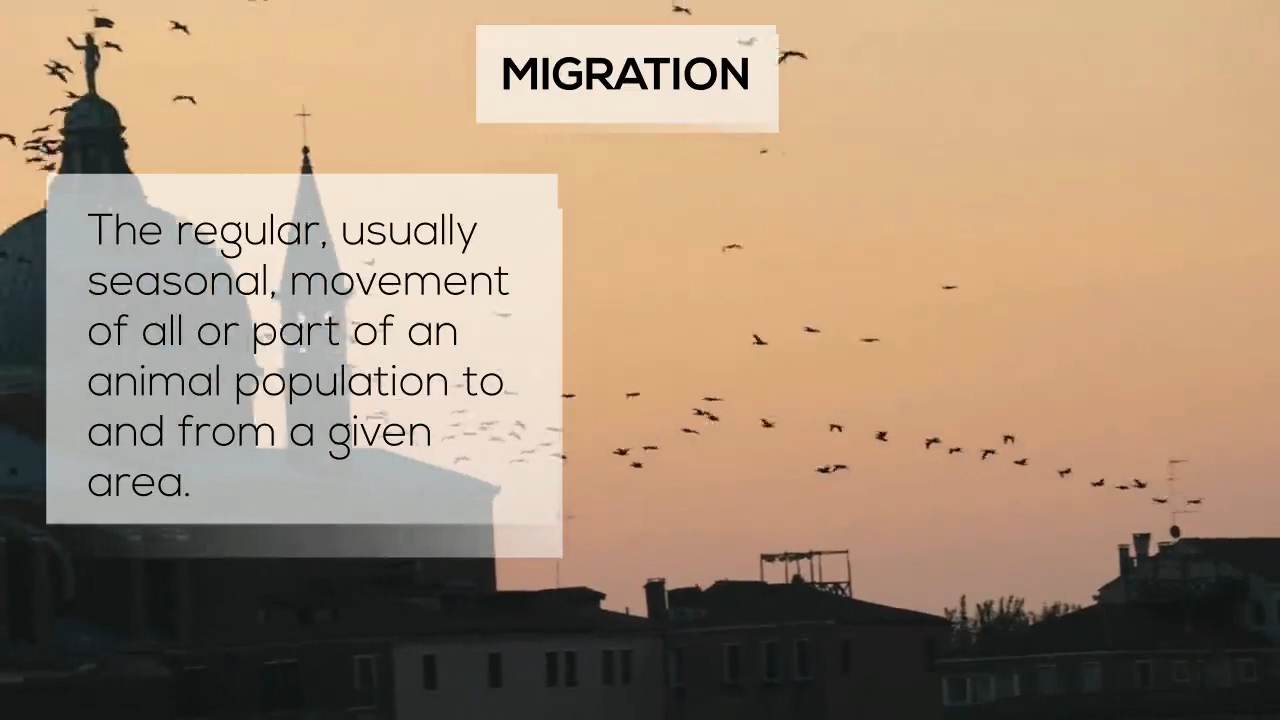 MIGRATION
The regular, usually
seasonal, movement
of all or part of an
animal population to
and from a given
area.